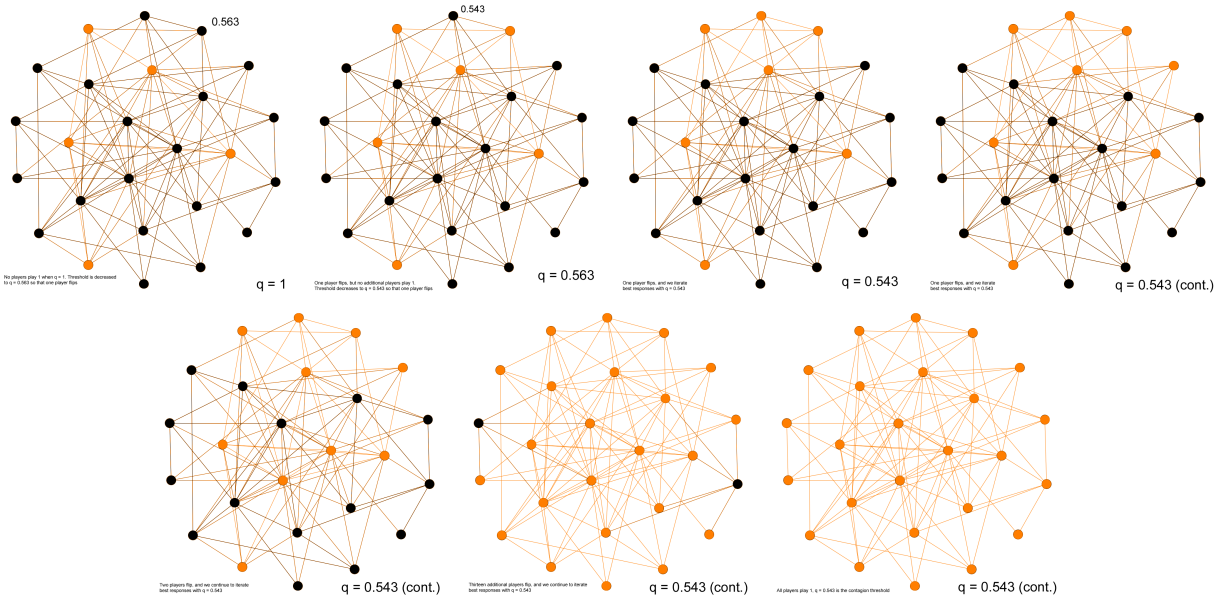 0.563
No players play 1 when q = 1. Threshold is decreased
to q = 0.563 so that one player flips
q = 1
0.543
One player flips, but no additional players play 1.
Threshold decreases to q = 0.543 so that one player flips
q = 0.563
One player flips, and we iterate
best responses with q = 0.543
q = 0.543
One player flips, and we iterate
best responses with q = 0.543
q = 0.543 (cont.)
Two players flip, and we continue to iterate
best responses with q = 0.543
q = 0.543 (cont.)
Thirteen additional players flip, and we continue to iterate
best responses with q = 0.543
q = 0.543 (cont.)
All players play 1, q = 0.543 is the contagion threshold
q = 0.543 (cont.)